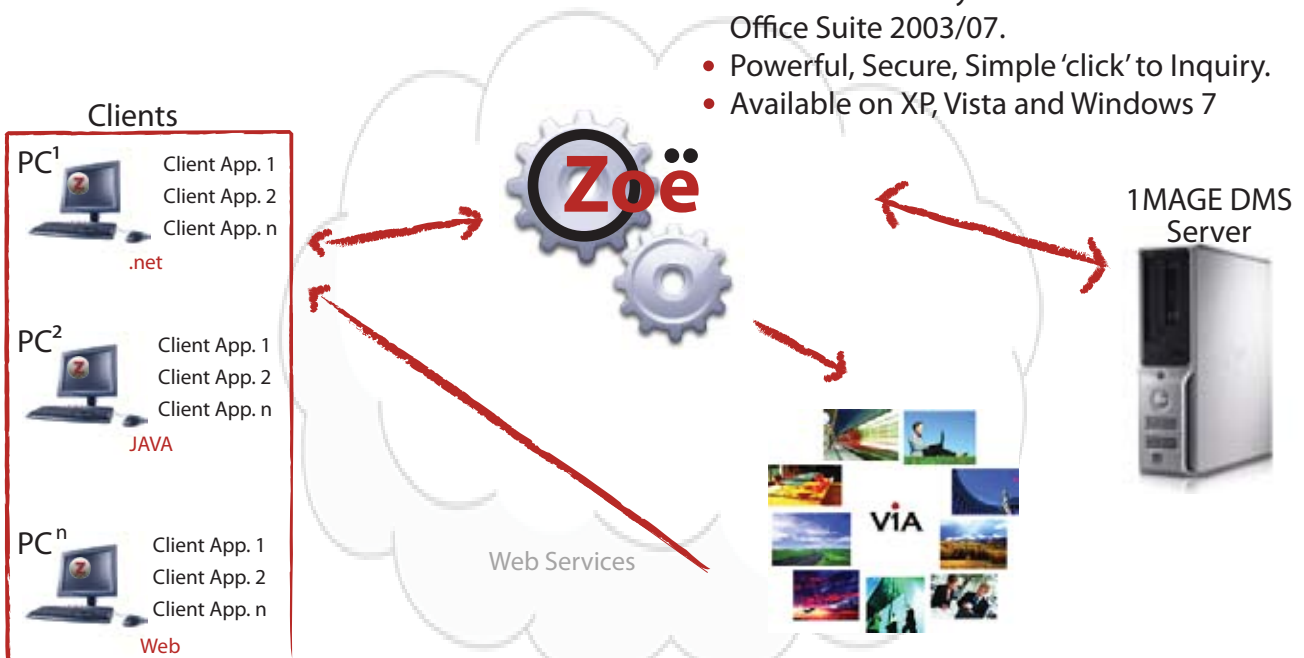 Office Suite 2003/07.
• Powerful, Secure, Simple ‘click’ to Inquiry.
• Available on XP, Vista and Windows 7
Clients
PC¹
Z
Client App. 1
Client App. 2
Client App. n
.net
PC²
Z
Client App. 1
Client App. 2
Client App. n
JAVA
PCⁿ
Z
Client App. 1
Client App. 2
Client App. n
Web
Zoë
1MAGE DMS
Server
ViA
Web Services